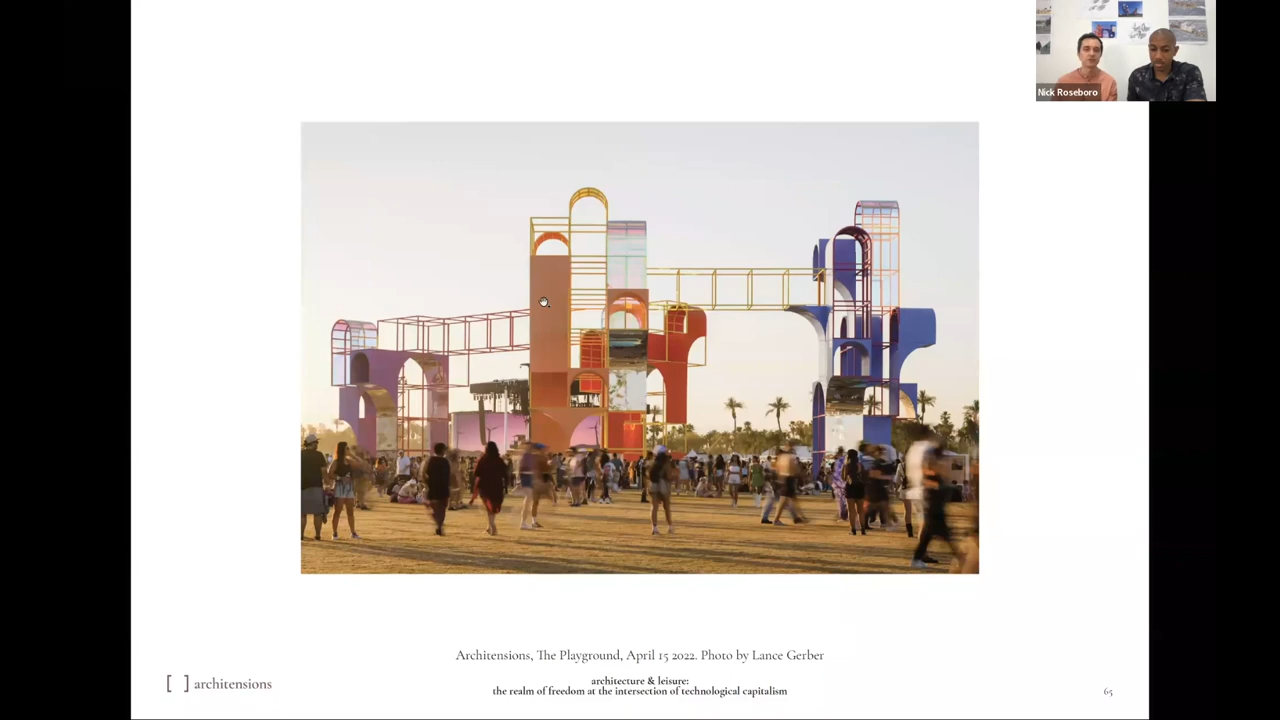 Nick Roseboro
Architensions, The Playground, April 15 2022. Photo by Lance Gerber
[ ] architensions
architecture & leisure:
the realm of freedom at the intersection of technological capitalism
65